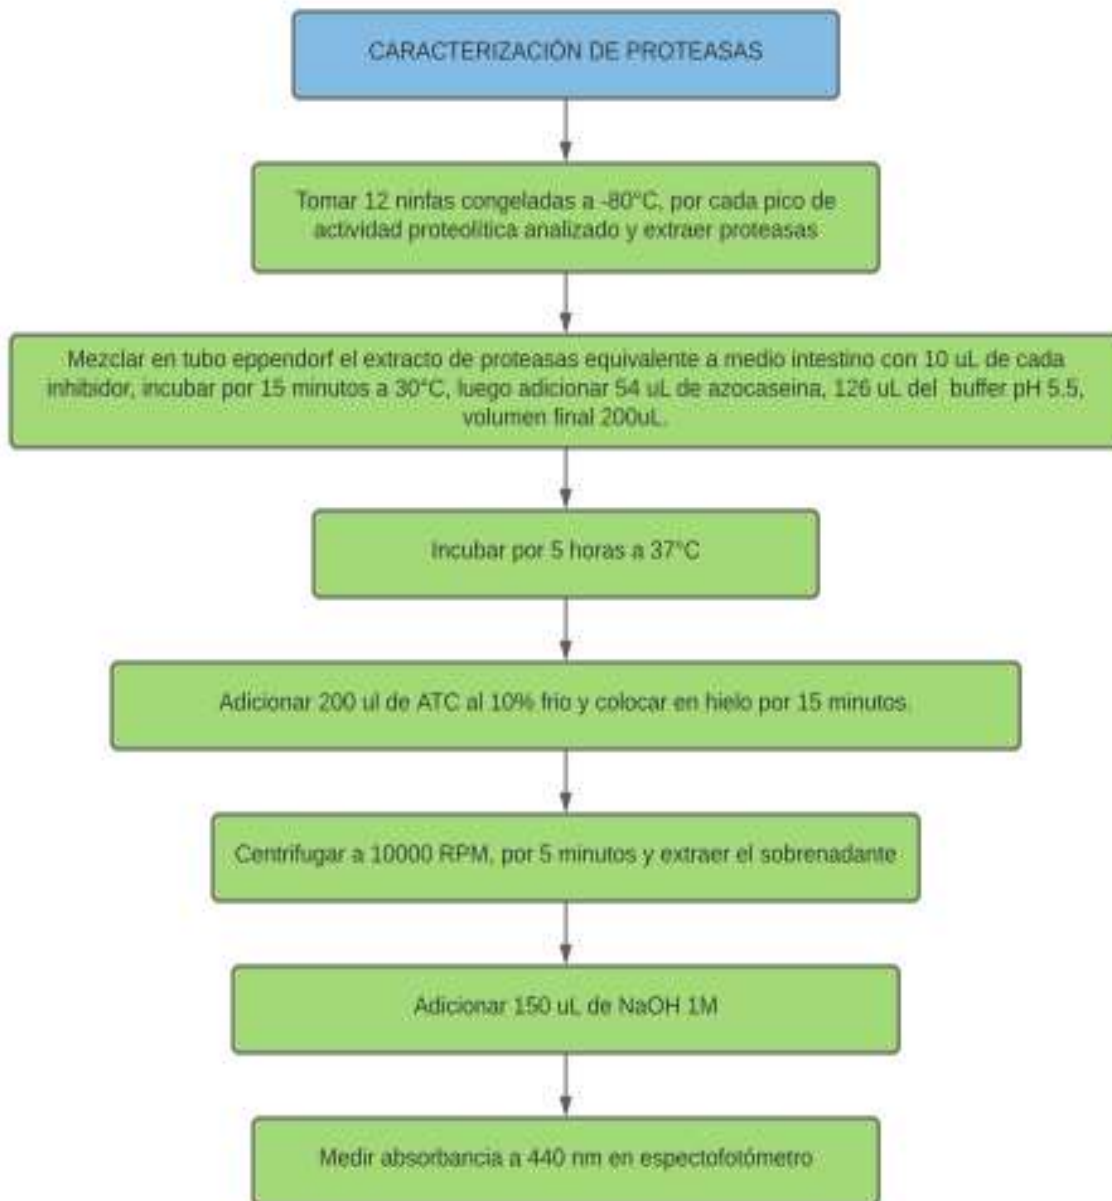 CARACTERIZACIÓN DE PROTEASAS
Tomar 12 ninfas congeladas a -80°C, por cada pico de
actividad proteolítica analizado y extraer proteasas
Mezclar en tubo eppendorf el extracto de proteasas equivalente a medio intestino con 10 uL de cada
inhibidor, incubar por 15 minutos a 30°C, luego adicionar 54 uL de azocaseina, 126 uL del buffer pH 5.5,
volumen final 200uL.
Incubar por 5 horas a 37°C
Adicionar 200 ul de ATC al 10% frio y colocar en hielo por 15 minutos.
Centrifugar a 10000 RPM, por 5 minutos y extraer el sobrenadante
Adicionar 150 uL de NaOH 1M
Medir absorbancia a 440 nm en espectofotómetro